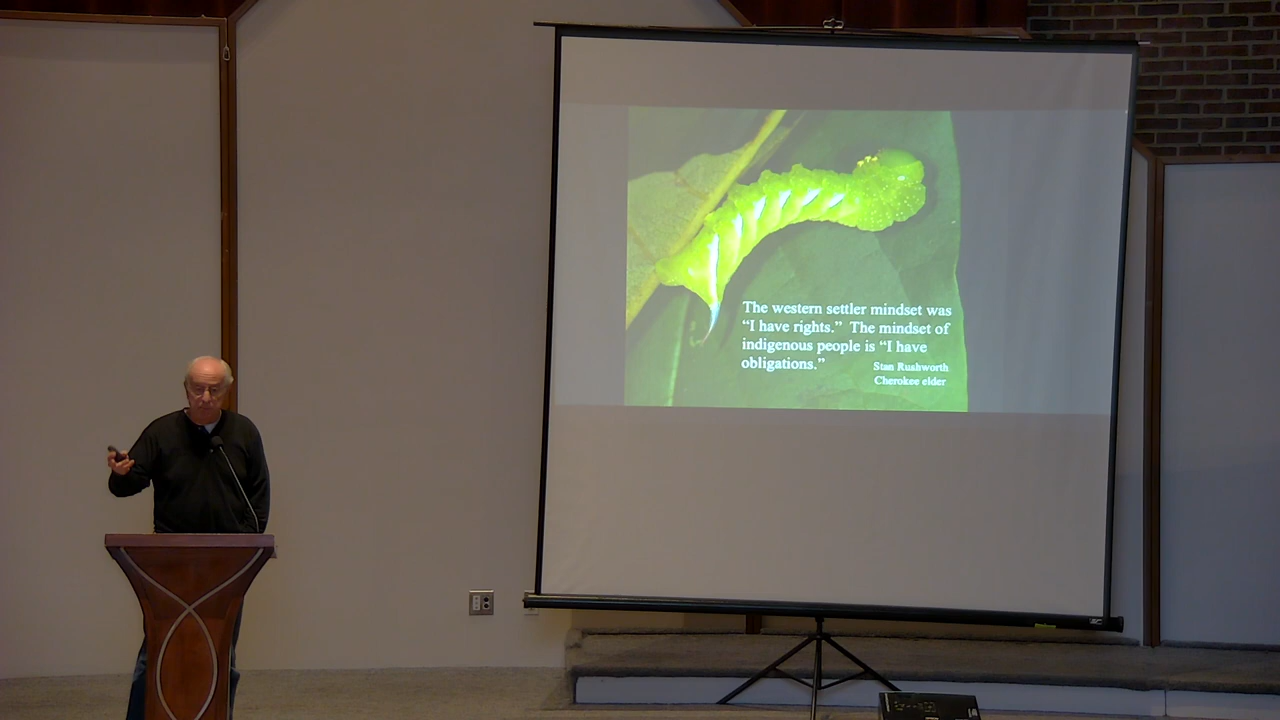 The western settler mindset was
“I have rights.” The mindset of
indigenous people is “I have
obligations.”
Stan Rushworth
Cherokee elder